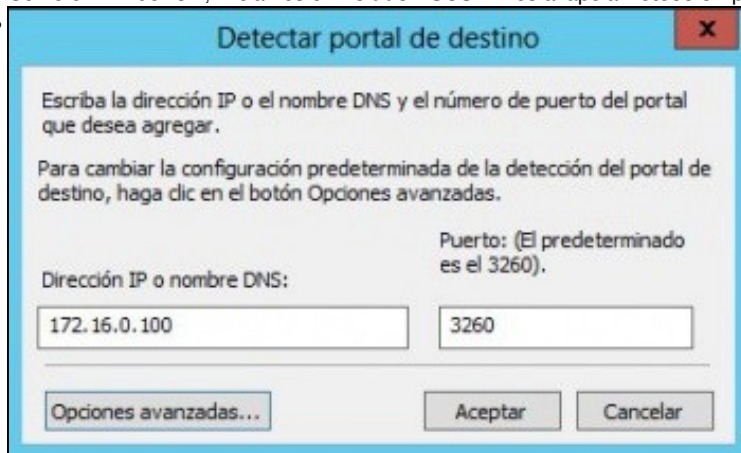 Detectar portal de destino
x
Escriba la dirección IP o el nombre DNS y el número de puerto del portal
que desea agregar.
Para cambiar la configuración predeterminada de la detección del portal de
destino, haga clic en el botón Opciones avanzadas.
Dirección IP o nombre DNS:
Puerto: (El predeterminado
es el 3260).
172.16.0.100
3260
Opciones avanzadas...
Aceptar
Cancelar